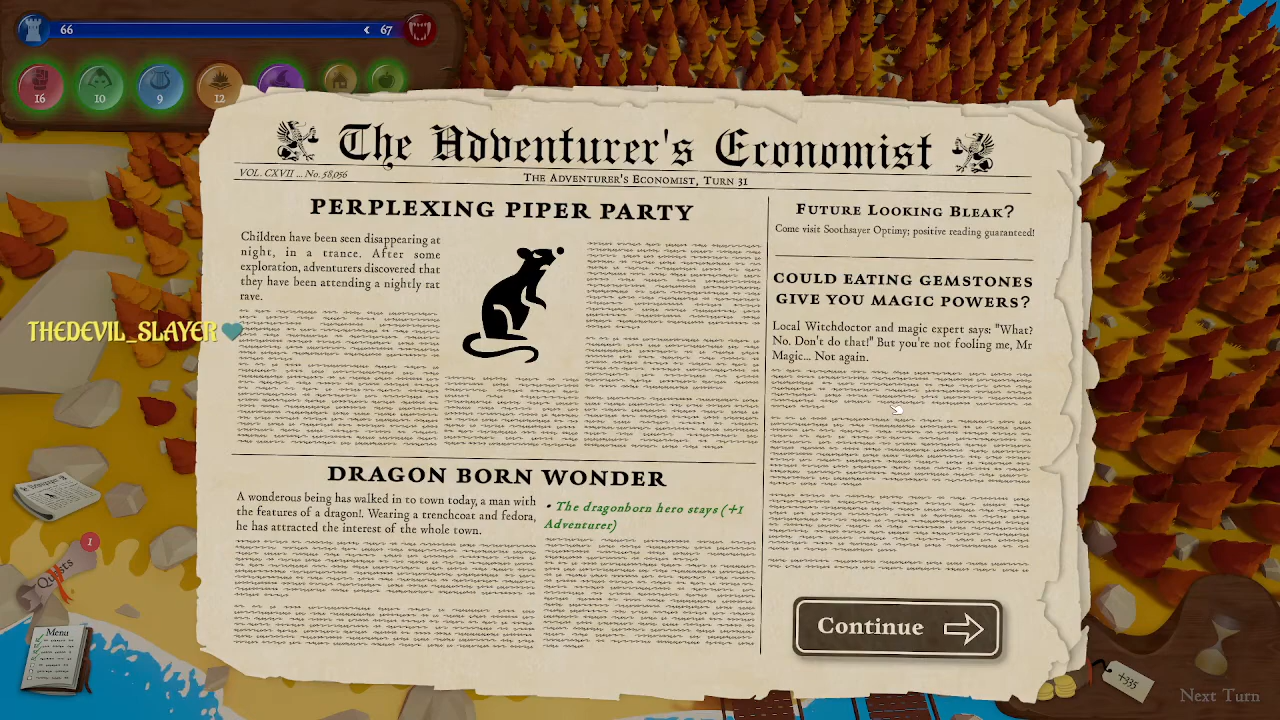 66
67
16
10
9
12
The Adventurer's Economist
VOL. CXVII ... No. 58,056
THE ADVENTURER'S ECONOMIST, TURN 31
PERPLEXING PIPER PARTY
Children have been seen disappearing at
night, in a trance. After some
exploration, adventurers discovered that
they have been attending a nightly rat
rave.
FUTURE LOOKING BLEAK?
Come visit Soothsayer Optimy; positive reading guaranteed!
COULD EATING GEMSTONES
GIVE YOU MAGIC POWERS?
Local Witchdoctor and magic expert says: "What?
No. Don't do that!" But you're not fooling me, Mr
Magic... Not again.
THEDEVIL_SLAYER
DRAGON BORN WONDER
A wonderous being has walked in to town today, a man with
the features of a dragon!. Wearing a trenchcoat and fedora,
he has attracted the interest of the whole town.
• The dragonborn hero stays (+1
Adventurer)
1
Quests
Menu
Continue
+335
Next Turn